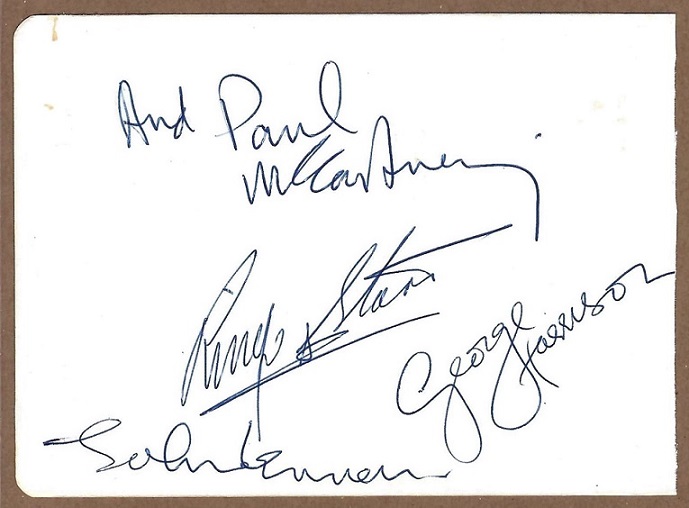 And Paul
McCartney
Ringo Starr
George Harrison
John Lennon